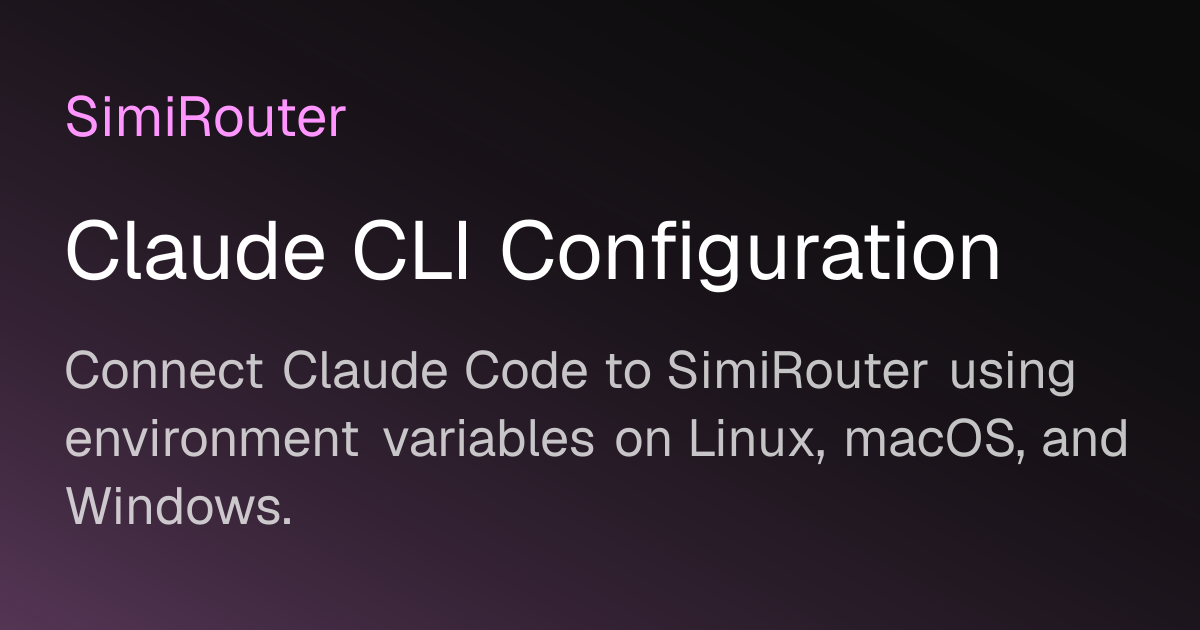 SimiRouter
Claude CLI Configuration
Connect Claude Code to SimiRouter using
environment variables on Linux, macOS, and
Windows.